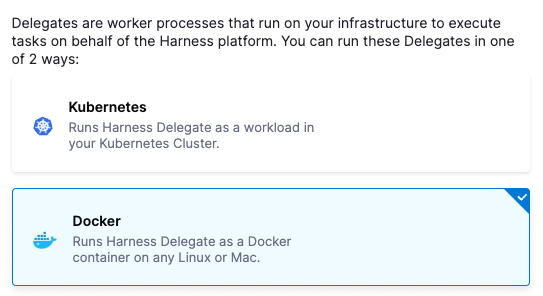 Delegates are worker processes that run on your infrastructure to execute
tasks on behalf of the Harness platform. You can run these Delegates in one
of 2 ways:
Kubernetes
Runs Harness Delegate as a workload in
your Kubernetes Cluster.
Docker
Runs Harness Delegate as a Docker
container on any Linux or Mac.